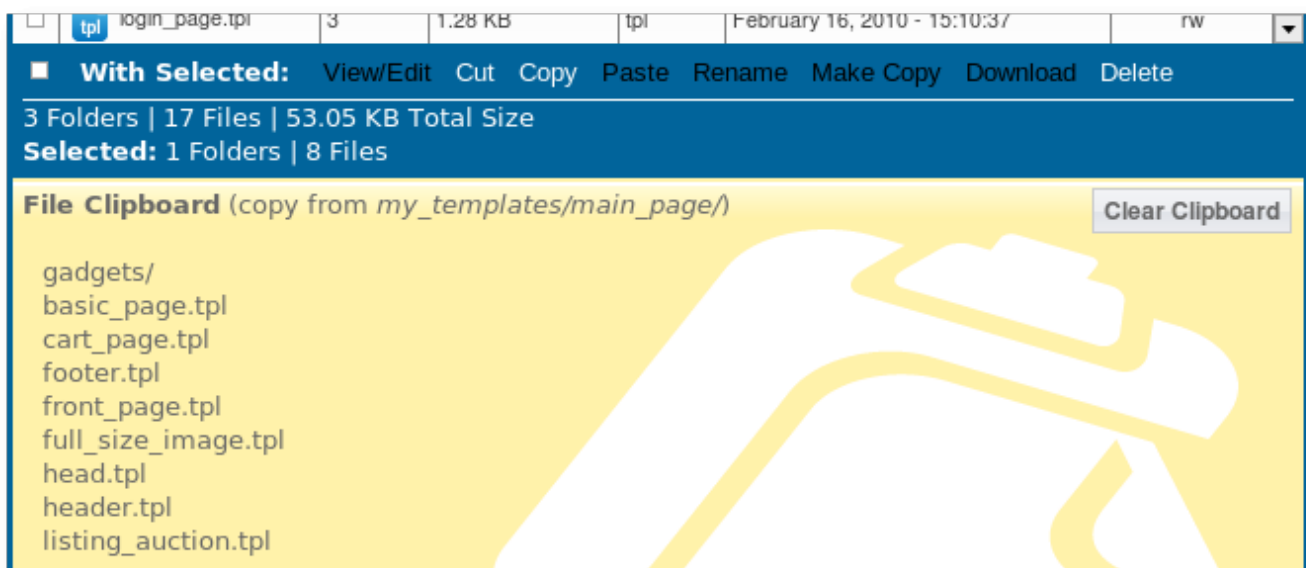 tpl login_page.tpl 3 1.28 KB tpl February 16, 2010 - 15:10:37 rw
With Selected: View/Edit Cut Copy Paste Rename Make Copy Download Delete
3 Folders | 17 Files | 53.05 KB Total Size
Selected: 1 Folders | 8 Files
File Clipboard (copy from my_templates/main_page/)
Clear Clipboard
gadgets/
basic_page.tpl
cart_page.tpl
footer.tpl
front_page.tpl
full_size_image.tpl
head.tpl
header.tpl
listing_auction.tpl